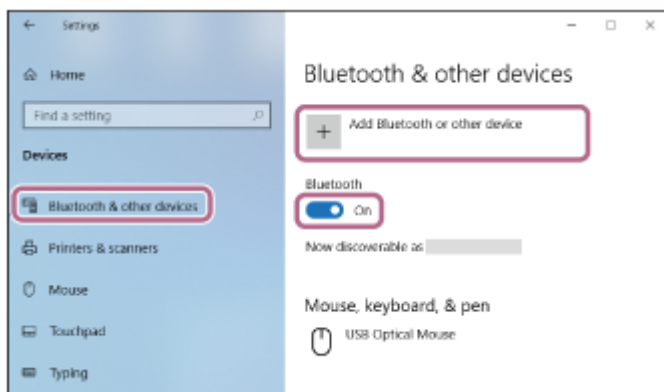 Settings
Home
Find a setting
Devices
Bluetooth & other devices
Printers & scanners
Mouse
Touchpad
Typing
Bluetooth & other devices
Add Bluetooth or other device
Bluetooth
On
Now discoverable as
Mouse, keyboard, & pen
USB Optical Mouse